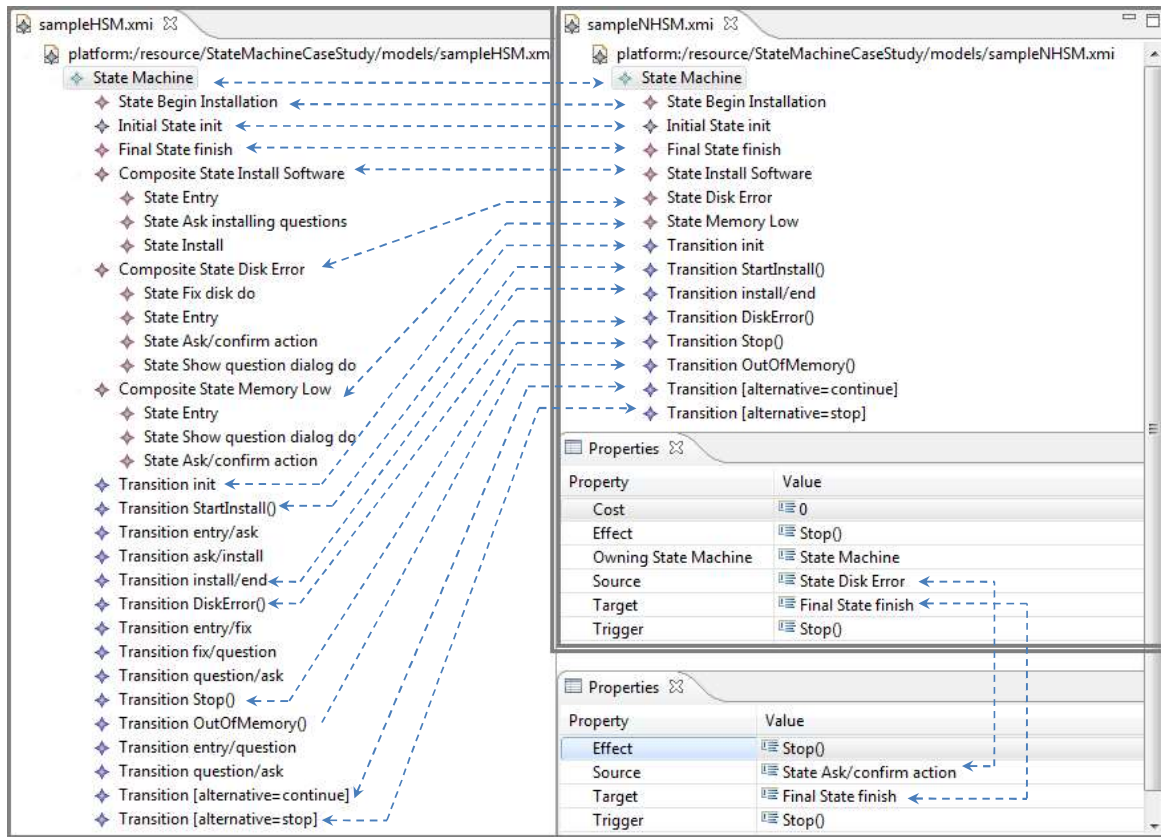 sampleHSM.xmi
platform:/resource/StateMachineCaseStudy/models/sampleHSM.xm
State Machine
State Begin Installation
Initial State init
Final State finish
Composite State Install Software
State Entry
State Ask installing questions
State Install
Composite State Disk Error
State Fix disk do
State Entry
State Ask/confirm action
State Show question dialog do
Composite State Memory Low
State Entry
State Show question dialog do
State Ask/confirm action
Transition init
Transition StartInstall()
Transition entry/ask
Transition ask/install
Transition install/end
Transition DiskError()
Transition entry/fix
Transition fix/question
Transition question/ask
Transition Stop()
Transition OutOfMemory()
Transition entry/question
Transition question/ask
Transition [alternative=continue]
Transition [alternative=stop]
sampleNHSM.xmi
platform:/resource/StateMachineCaseStudy/models/sampleNHSM.xmi
State Machine
State Begin Installation
Initial State init
Final State finish
State Install Software
State Disk Error
State Memory Low
Transition init
Transition StartInstall()
Transition install/end
Transition DiskError()
Transition Stop()
Transition OutOfMemory()
Transition [alternative=continue]
Transition [alternative=stop]
Properties
Property Value
Cost 0
Effect Stop()
Owning State Machine State Machine
Source State Disk Error
Target Final State finish
Trigger Stop()
Properties
Property Value
Effect Stop()
Source State Ask/confirm action
Target Final State finish
Trigger Stop()